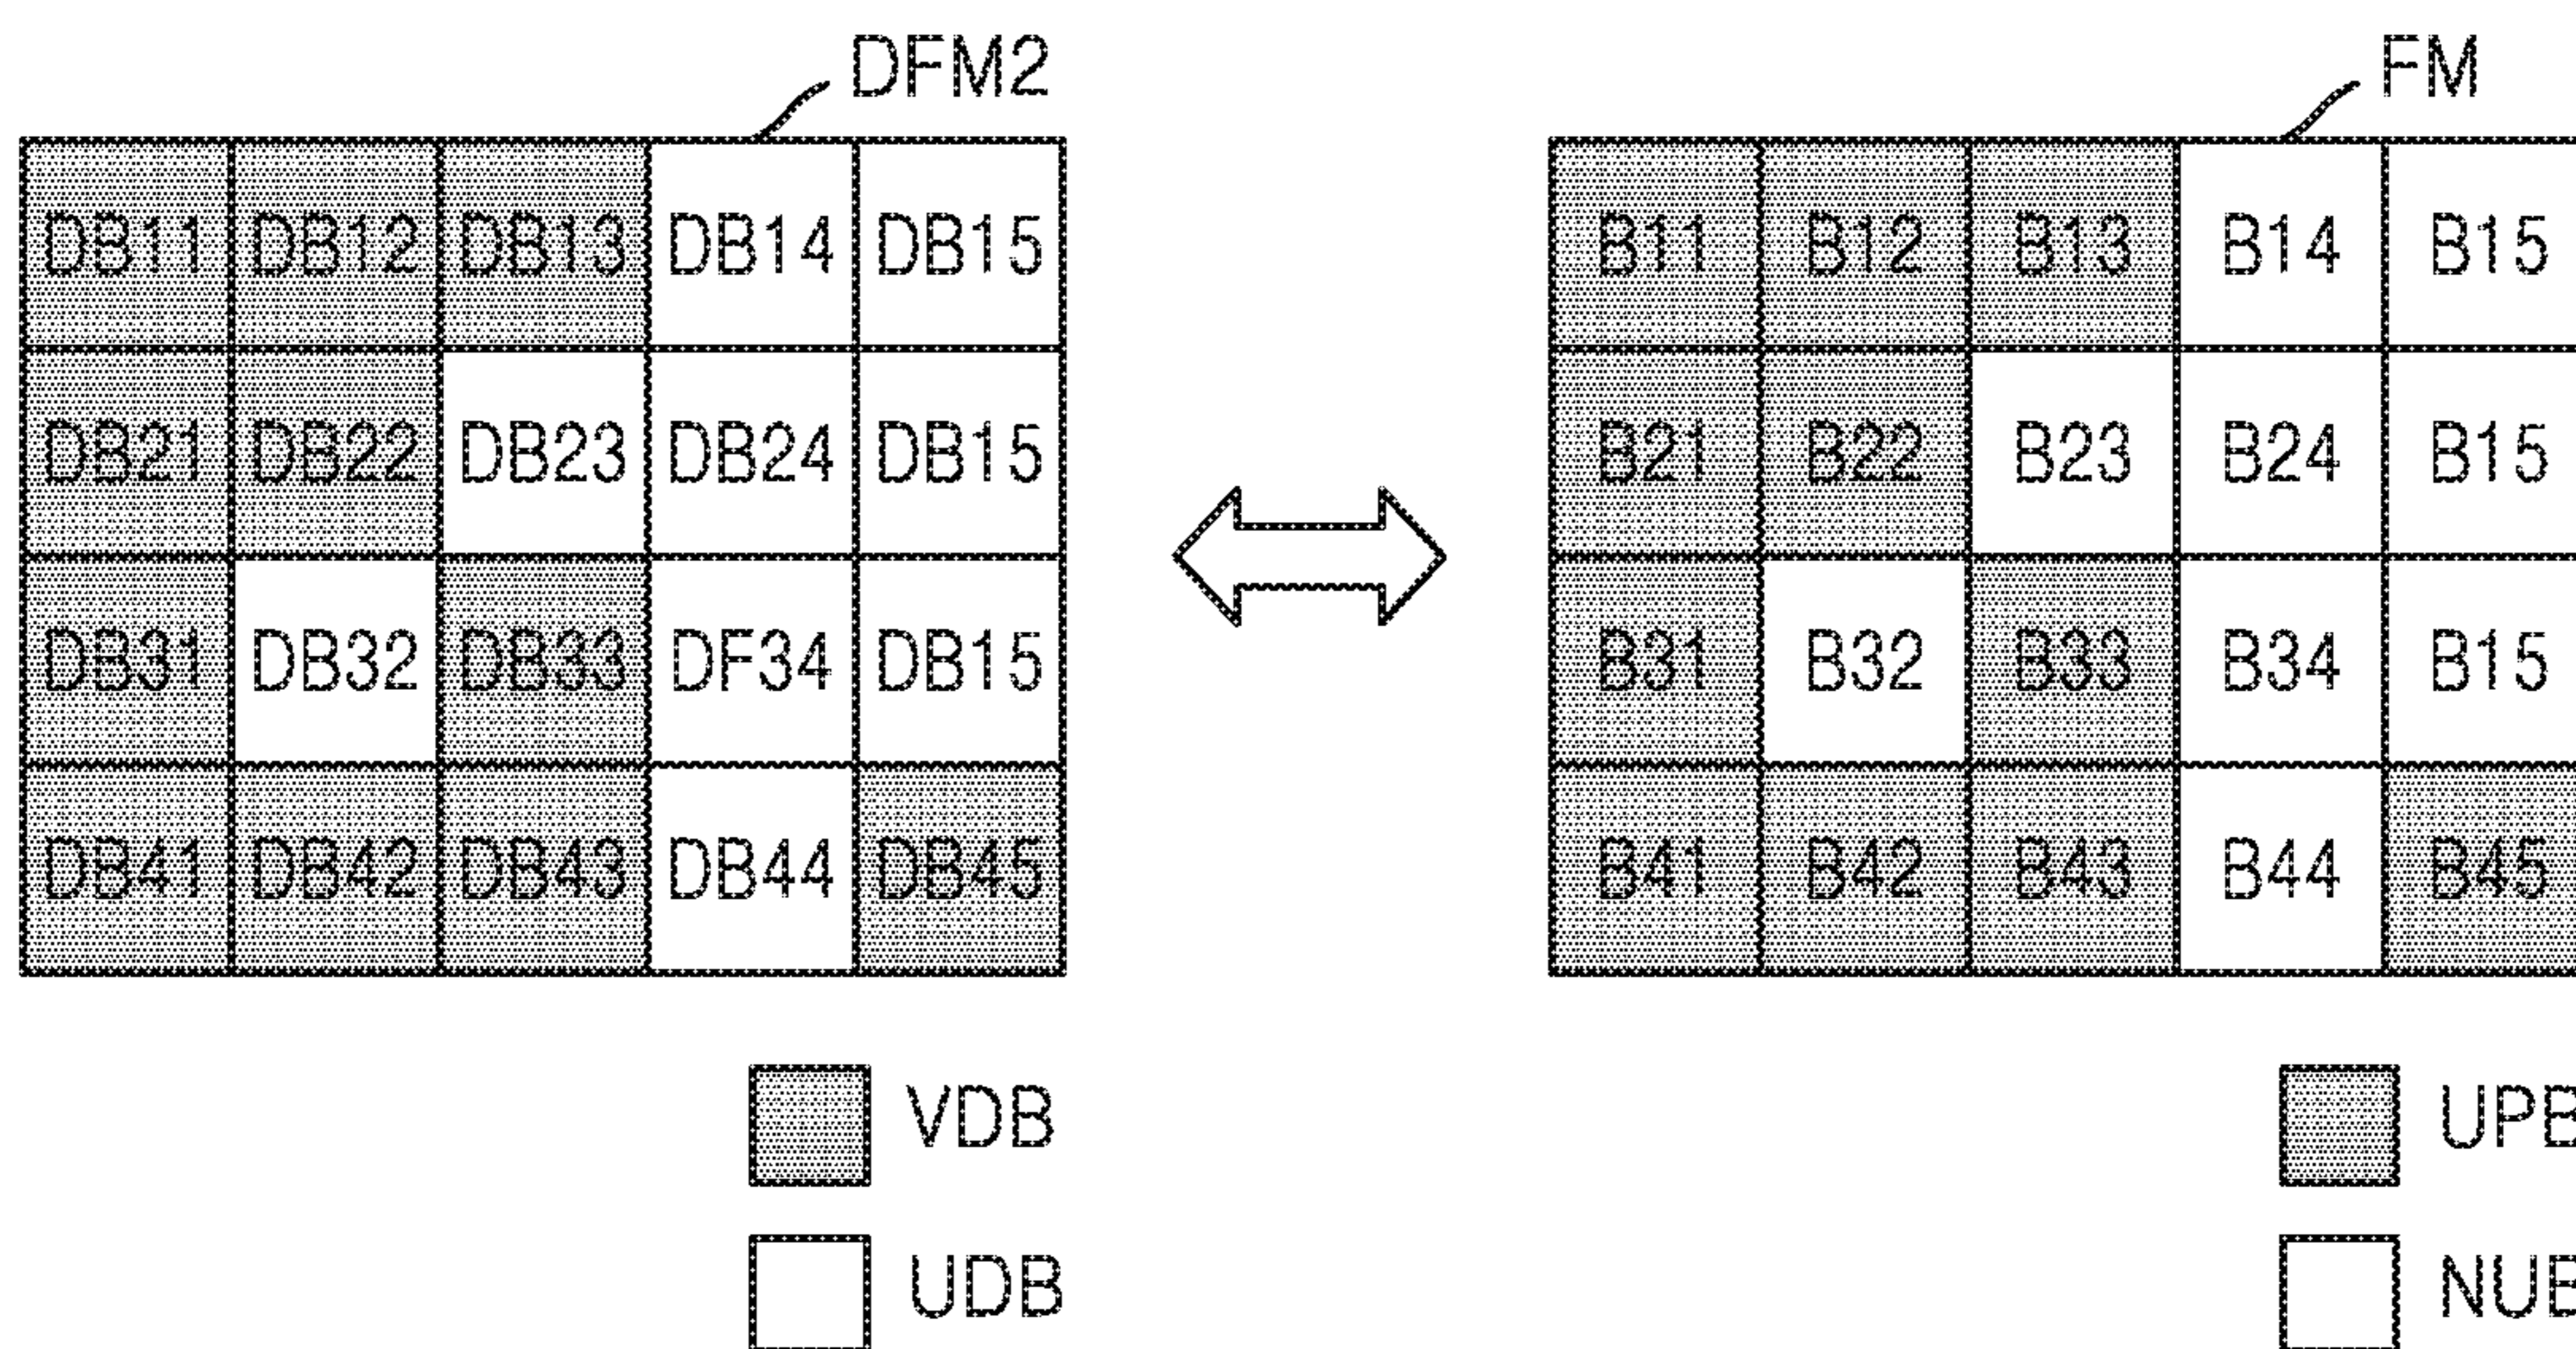 DFM2 FM
DB11 DB12 DB13 DB14 DB15 B11 B12 B13 B14 B15
DB21 DB22 DB23 DB24 DB15 B21 B22 B23 B24 B15
DB31 DB32 DB33 DF34 DB15 B31 B32 B33 B34 B15
DB41 DB42 DB43 DB44 DB45 B41 B42 B43 B44 B45
VDB UPB
UDB NUB